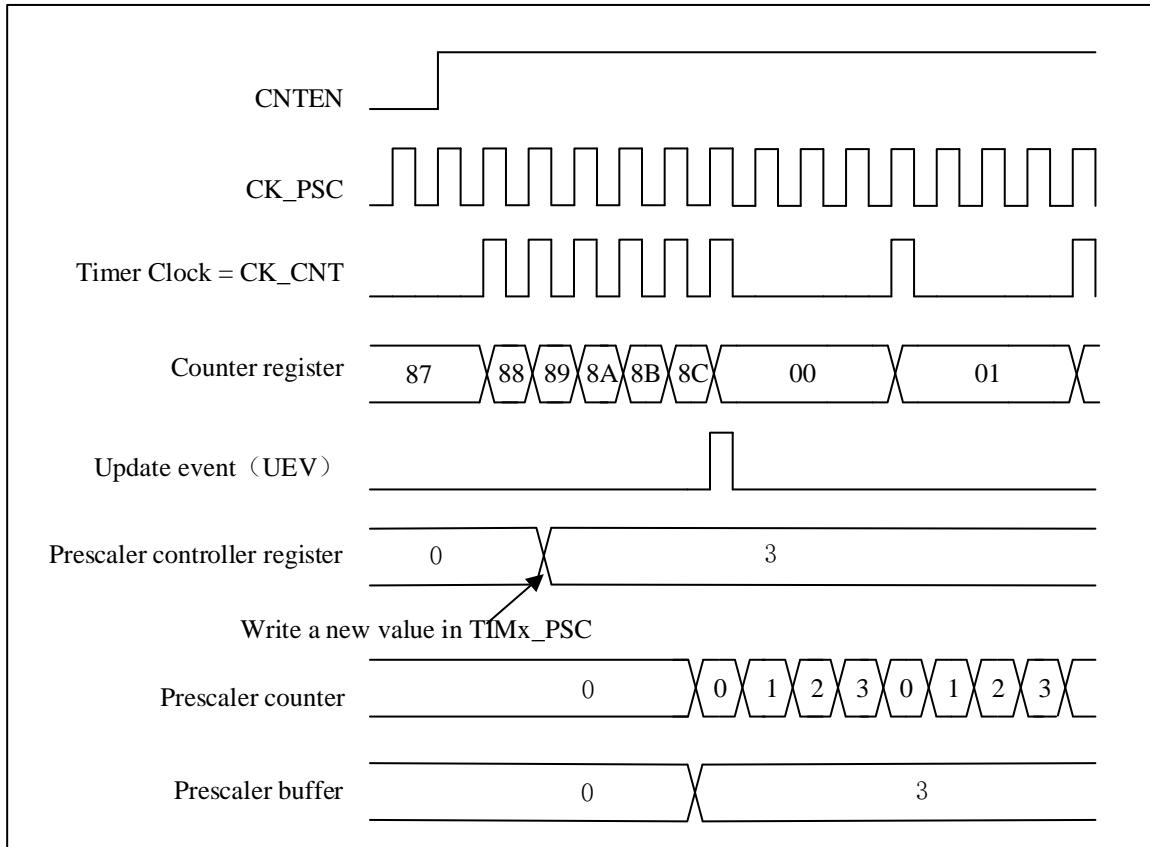 CNTEN
CK_PSC
Timer Clock = CK_CNT
Counter register
87 88 89 8A 8B 8C 00 01
Update event（UEV）
Prescaler controller register
0 3
Write a new value in TIMx_PSC
Prescaler counter
0 0 1 2 3 0 1 2 3
Prescaler buffer
0 3